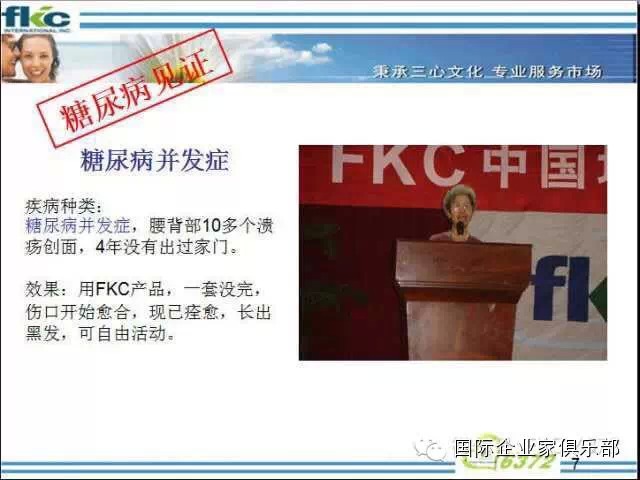 fkc
INTERNATIONAL, INC
糖尿病见证
秉承三心文化 专业服务市场
糖尿病并发症
疾病种类：
糖尿病并发症，腰背部10多个溃
疡创面，4年没有出过家门。
效果：用FKC产品，一套没完，
伤口开始愈合，现已痊愈，长出
黑发，可自由活动。
FKC中国
fk
国际企业家俱乐部
6372
7